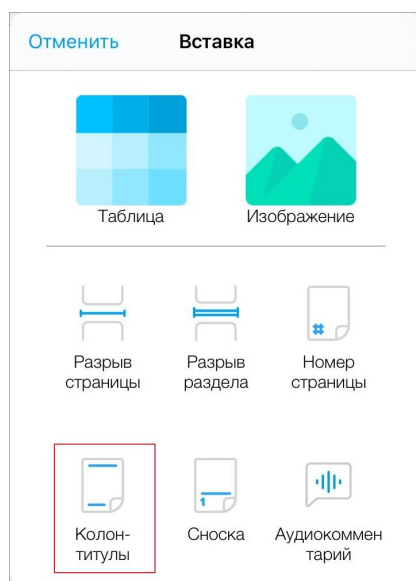 Отменить Вставка
Таблица Изображение
Разрыв страницы
Разрыв раздела
Номер страницы
Колон-
титулы
Сноска
Аудиокоммен
тарий